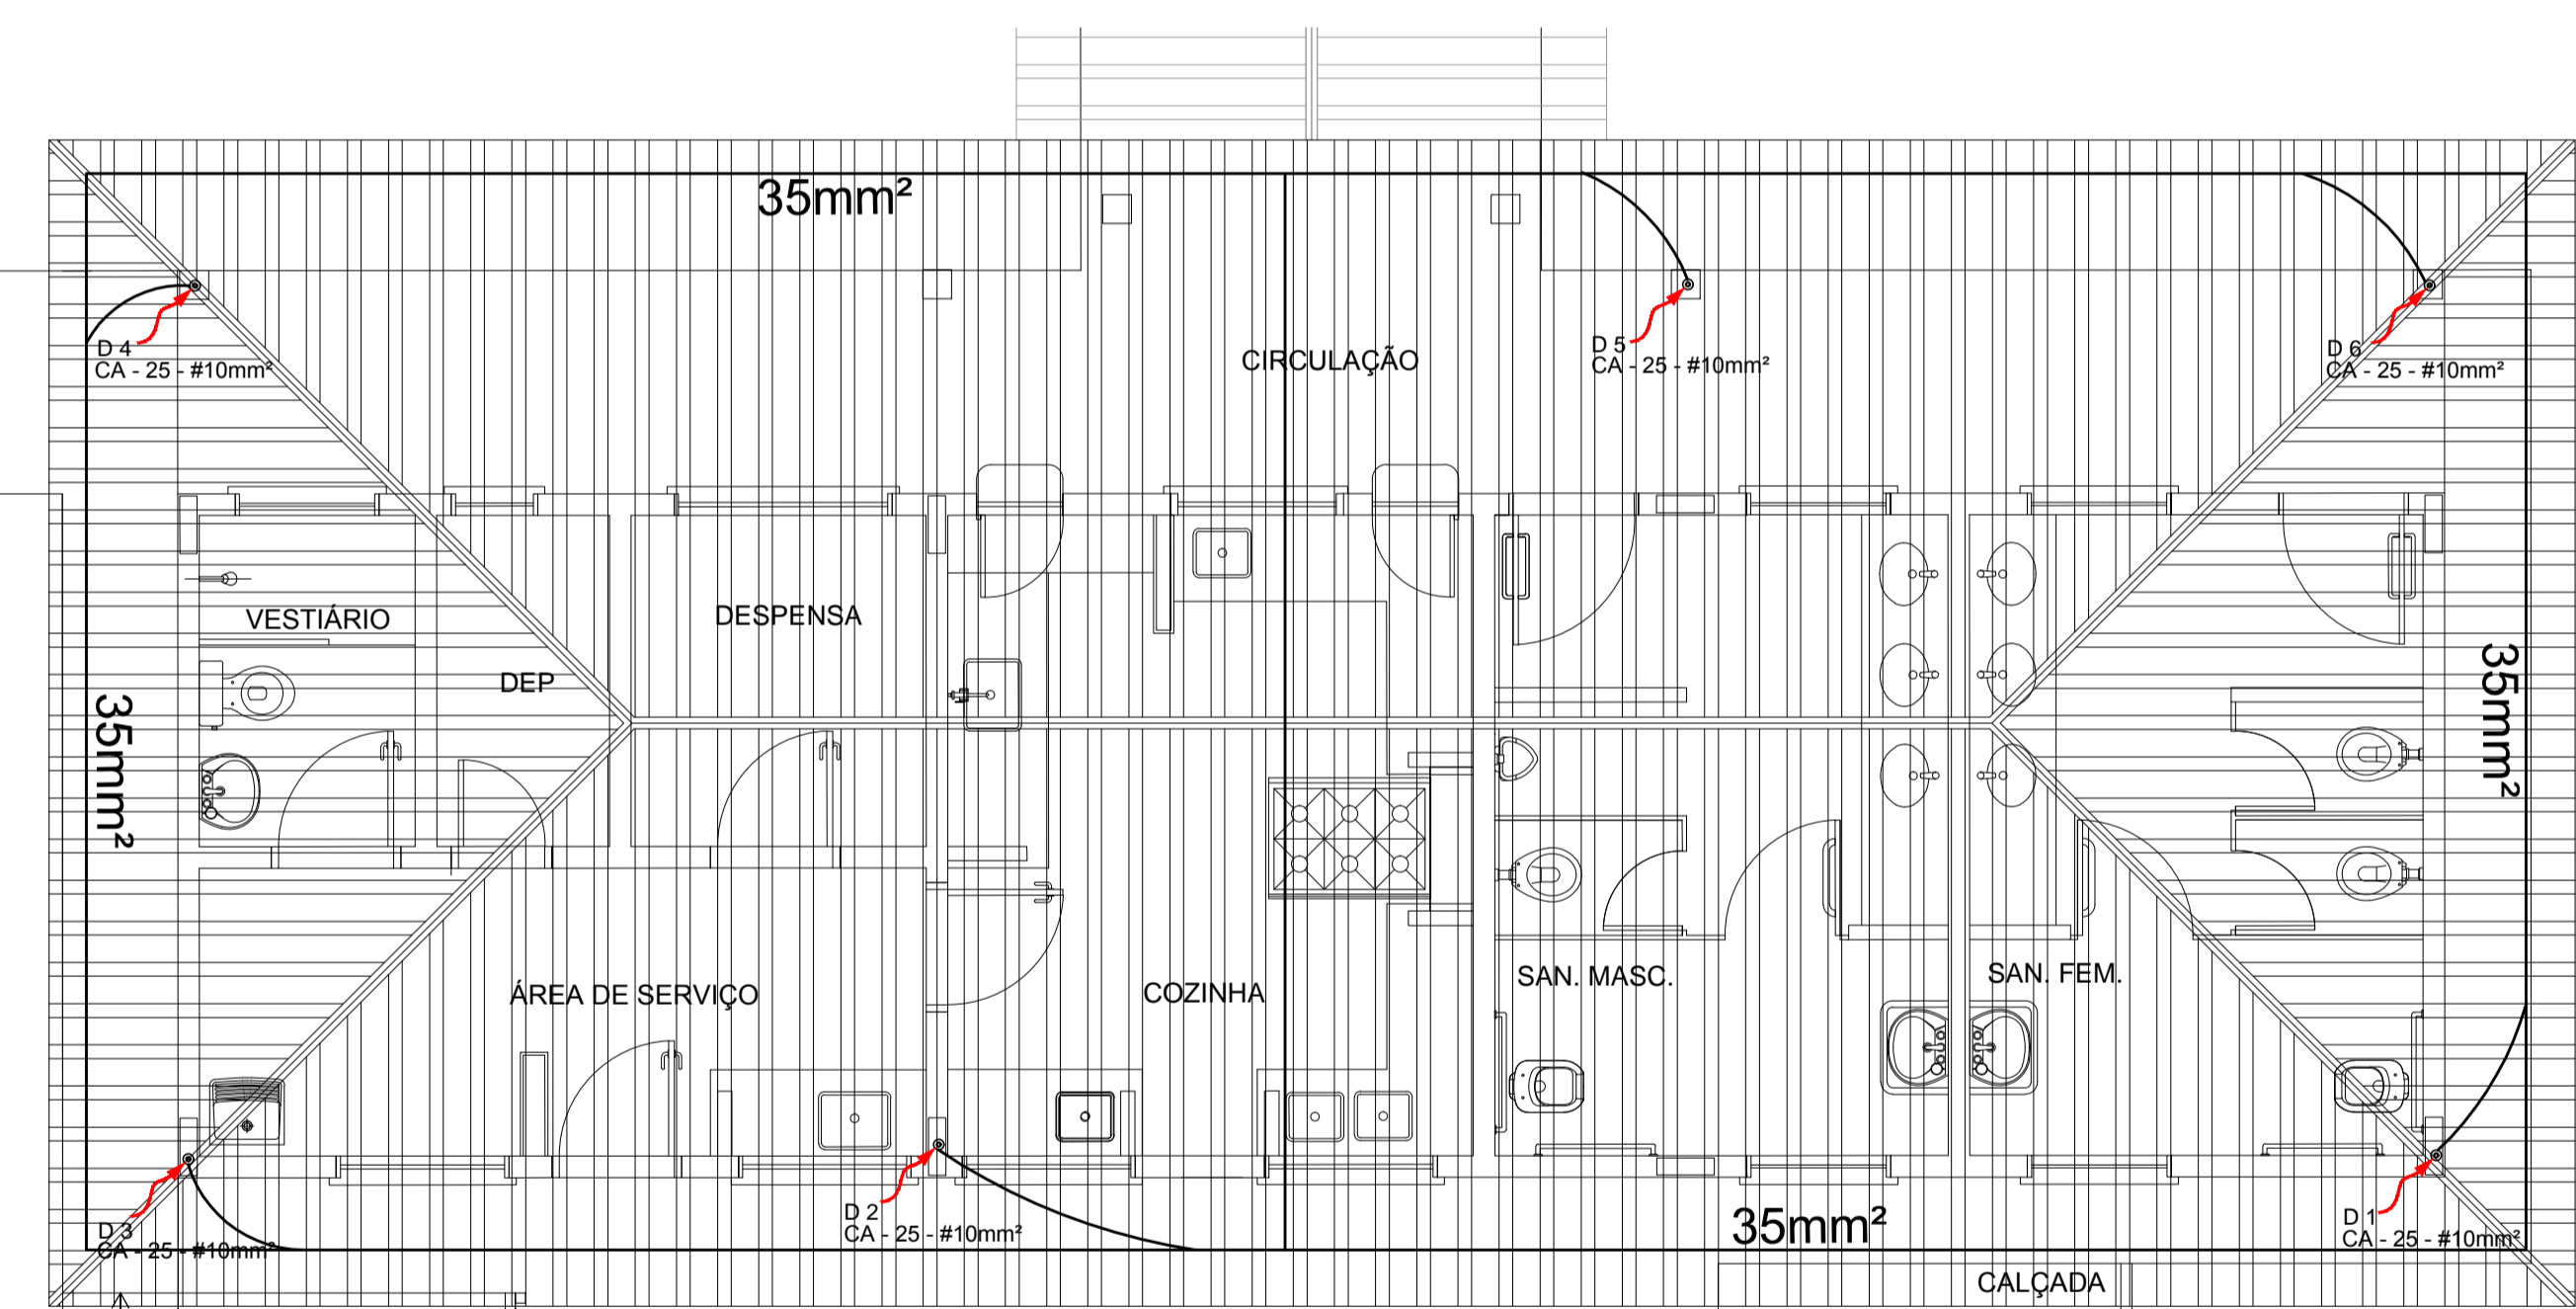 35mm²
D 4
CA - 25 - #10mm²
CIRCULAÇÃO
D 5
CA - 25 - #10mm²
D 6
CA - 25 - #10mm²
VESTIÁRIO
DESPENSA
DEP
35mm²
35mm²
ÁREA DE SERVIÇO
COZINHA
SAN. MASC.
SAN. FEM.
D 3
CA - 25 - #10mm²
D 2
CA - 25 - #10mm²
35mm²
D 1
CA - 25 - #10mm²
CALÇADA